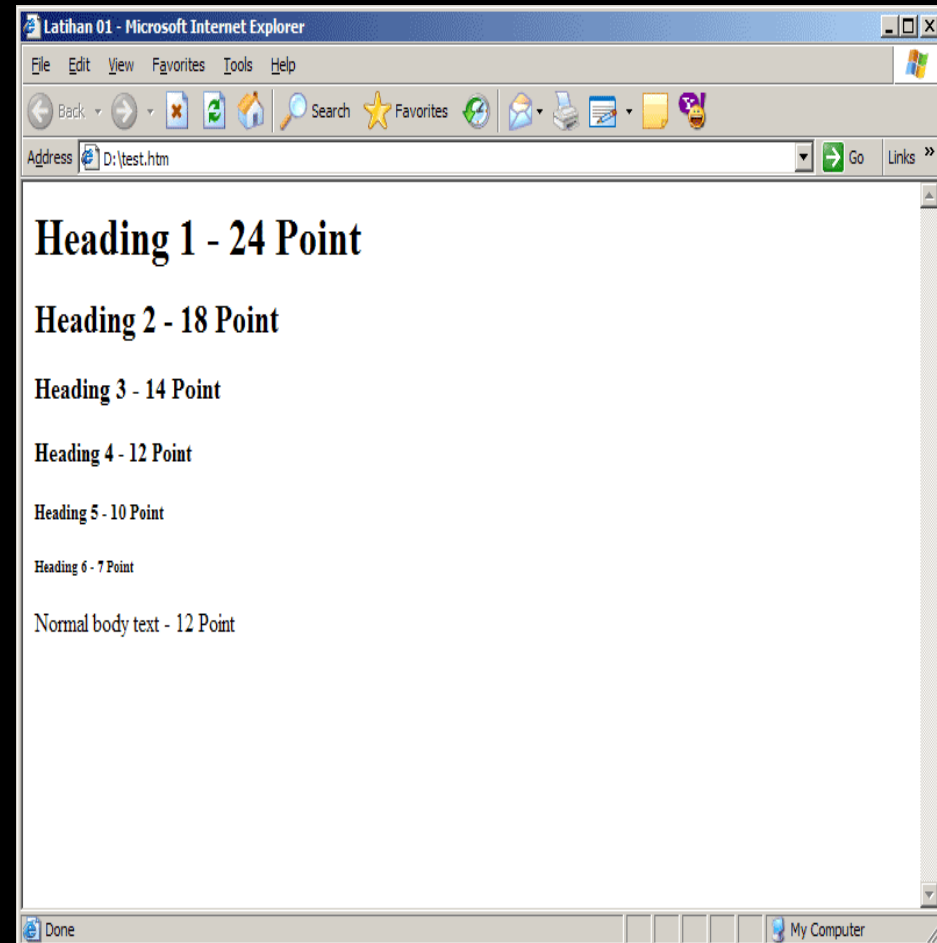 Latihan 01 - Microsoft Internet Explorer
File Edit View Favorites Tools Help
Back Search Favorites
Address D:\test.htm Go Links »
Heading 1 - 24 Point
Heading 2 - 18 Point
Heading 3 - 14 Point
Heading 4 - 12 Point
Heading 5 - 10 Point
Heading 6 - 7 Point
Normal body text - 12 Point
Done My Computer